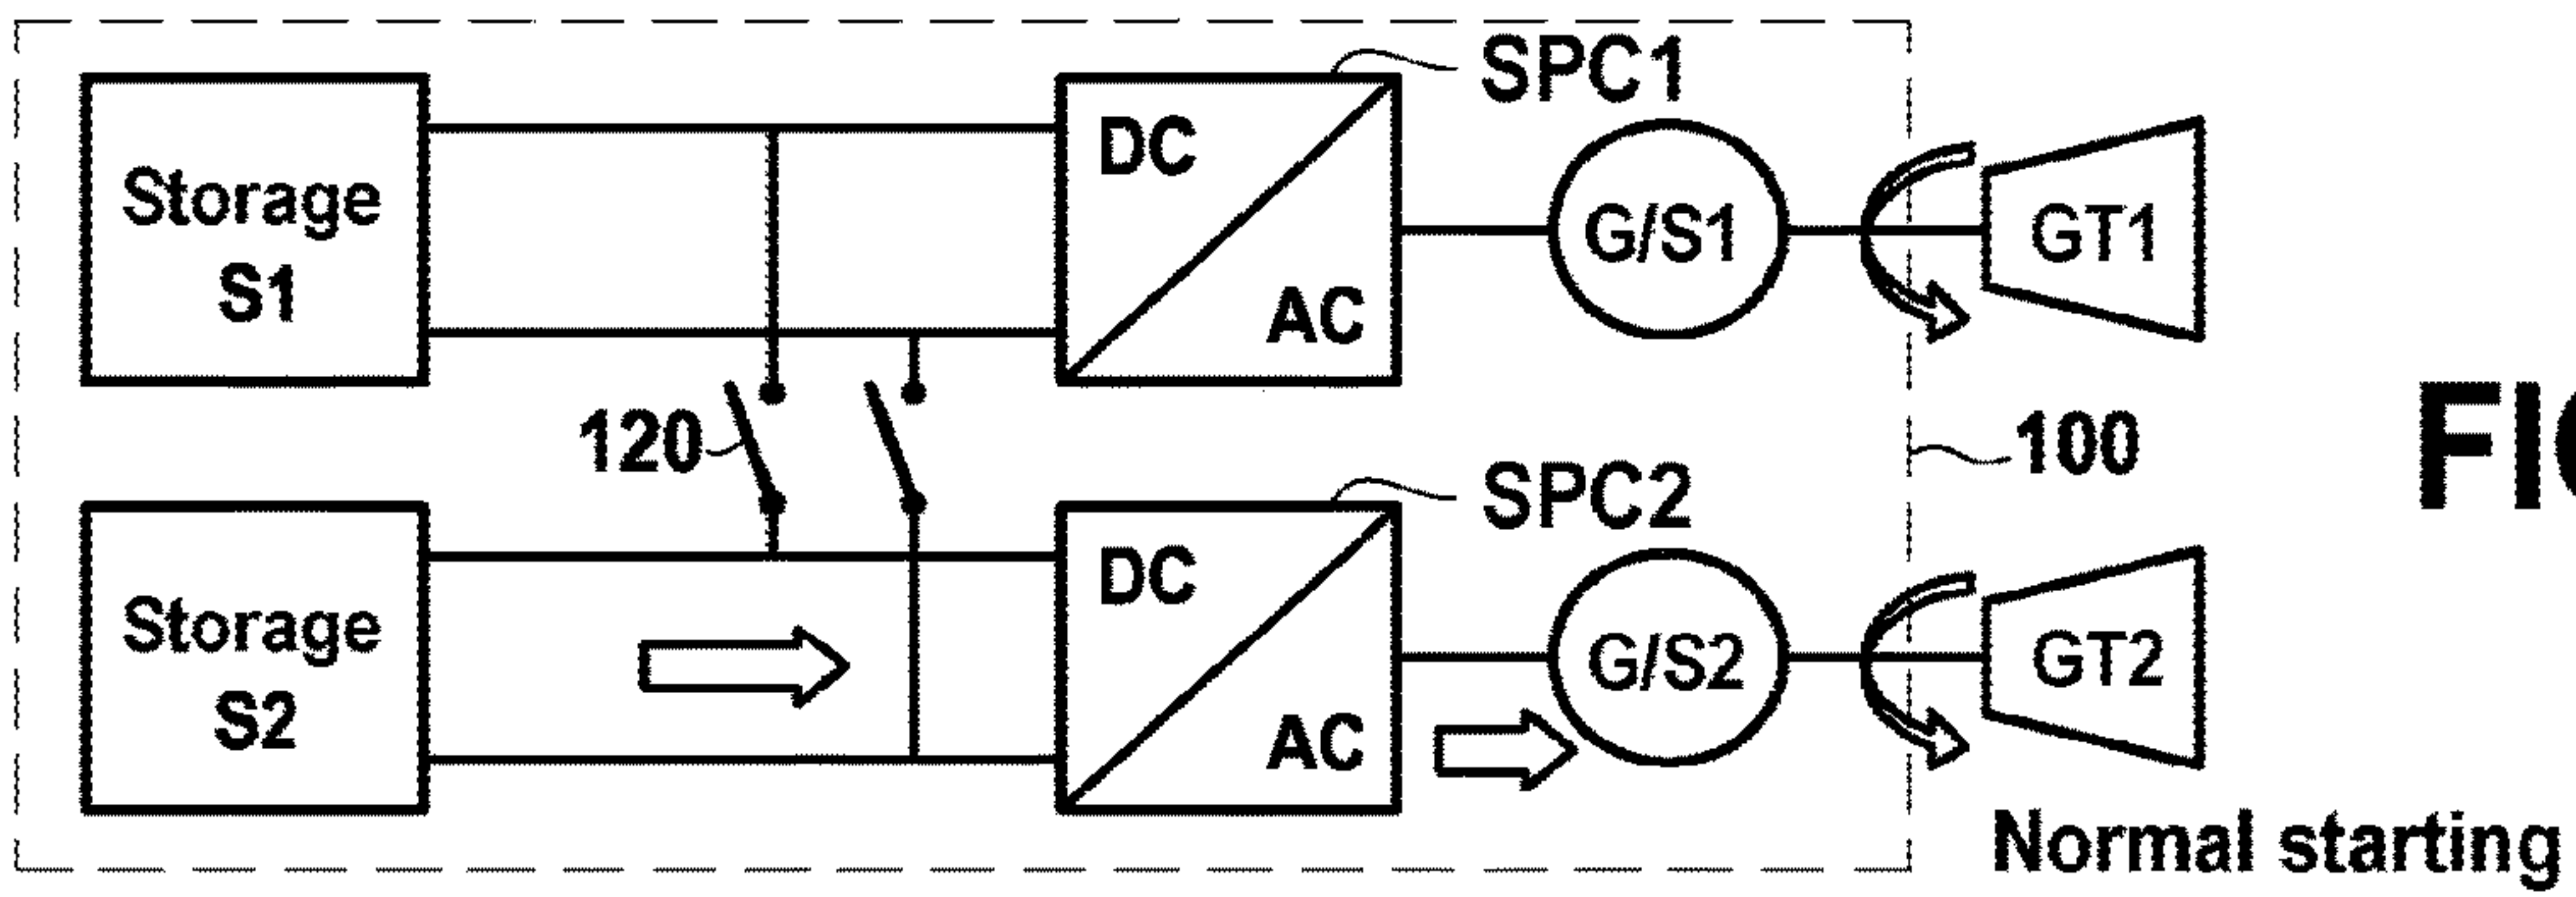 SPC1
DC
Storage
S1
G/S1
GT1
AC
120
100
SPC2
DC
Storage
S2
G/S2
GT2
AC
Normal starting